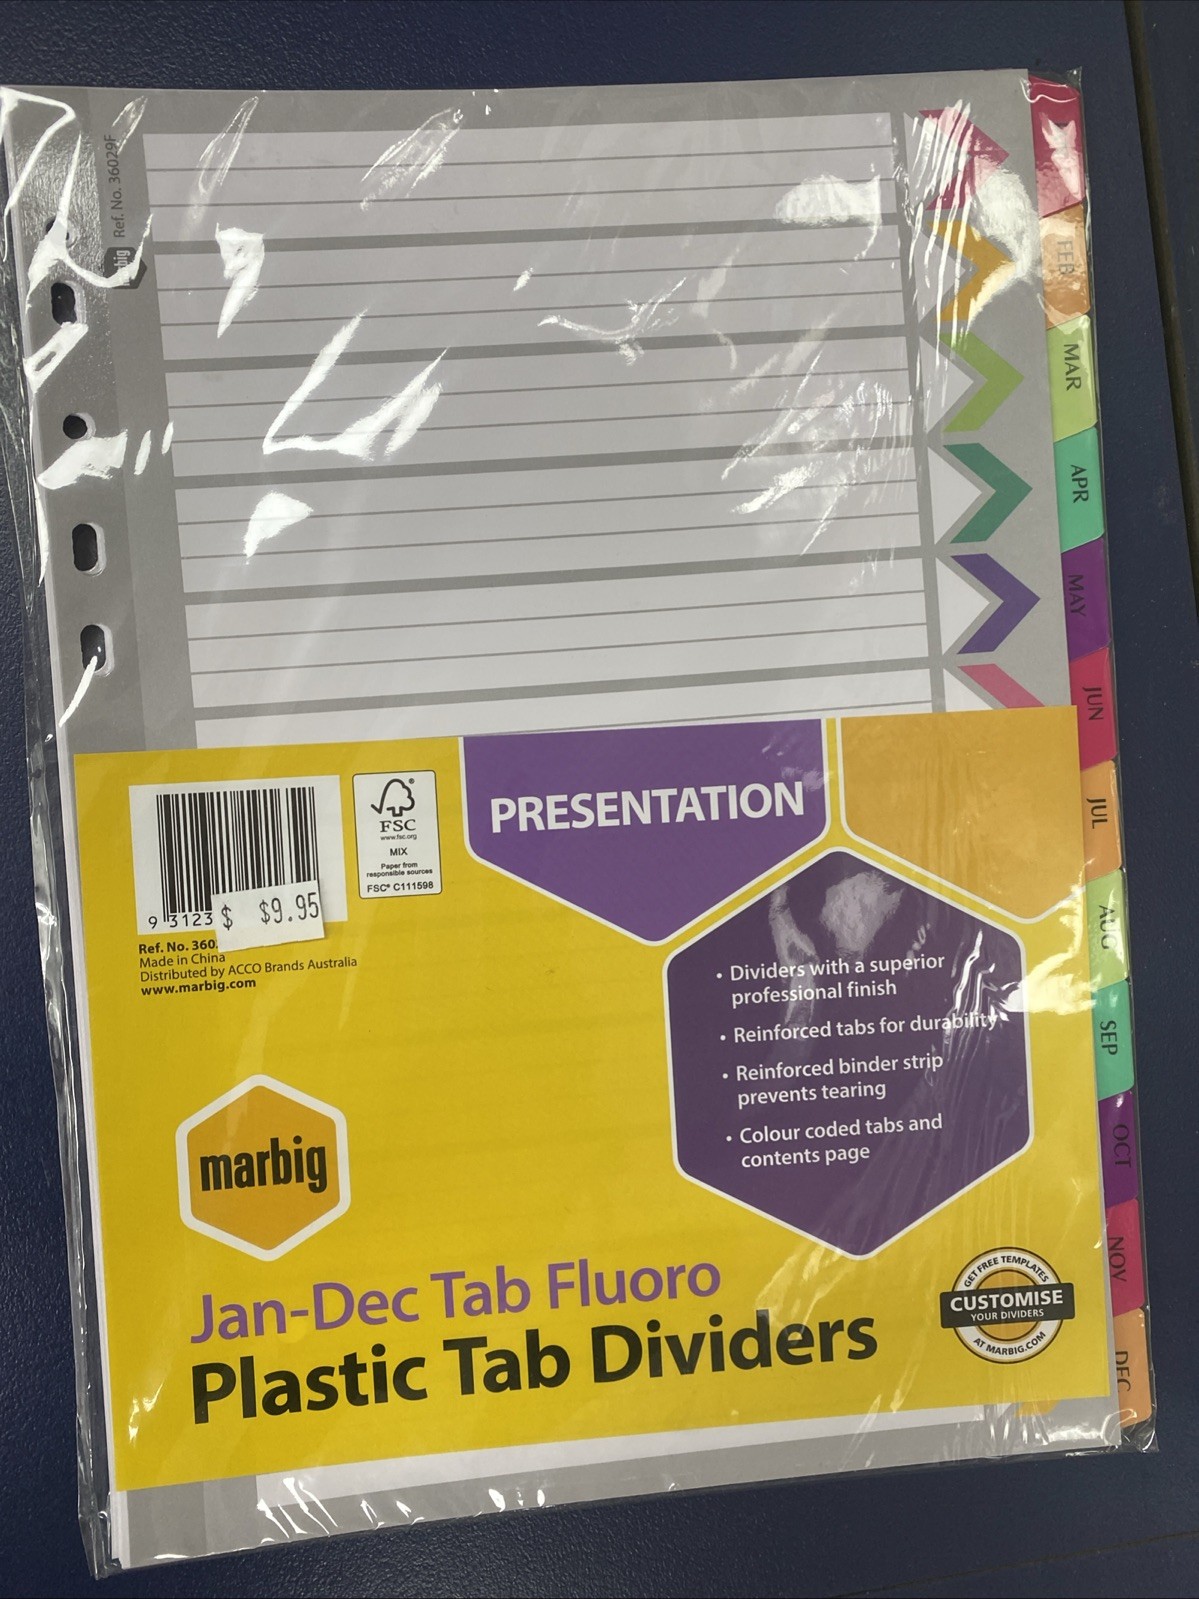 Ref. No. 36029F
FEB
MAR
APR
MAY
JUN
JUL
AUG
SEP
OCT
NOV
DEC
PRESENTATION
FSC
www.fsc.org
MIX
Paper from
responsible sources
FSC® C111598
9 3123
$ $9.95
Ref. No. 360
Made in China
Distributed by ACCO Brands Australia
www.marbig.com
• Dividers with a superior
professional finish
• Reinforced tabs for durability
• Reinforced binder strip
prevents tearing
• Colour coded tabs and
contents page
marbig
Jan-Dec Tab Fluoro
Plastic Tab Dividers
GET FREE TEMPLATES
CUSTOMISE
YOUR DIVIDERS
AT MARBIG.COM